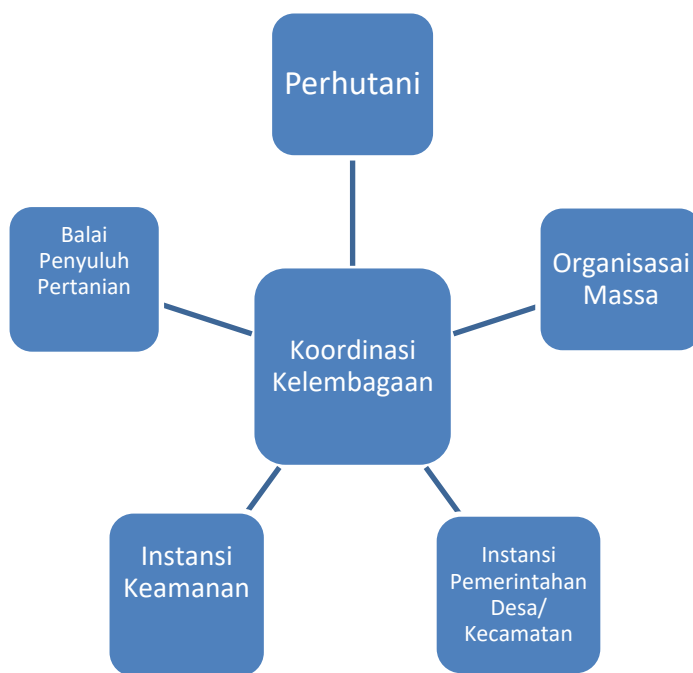 Perhutani
Balai
Penyuluh
Pertanian
Organisasai
Massa
Koordinasi
Kelembagaan
Instansi
Keamanan
Instansi
Pemerintahan
Desa/
Kecamatan